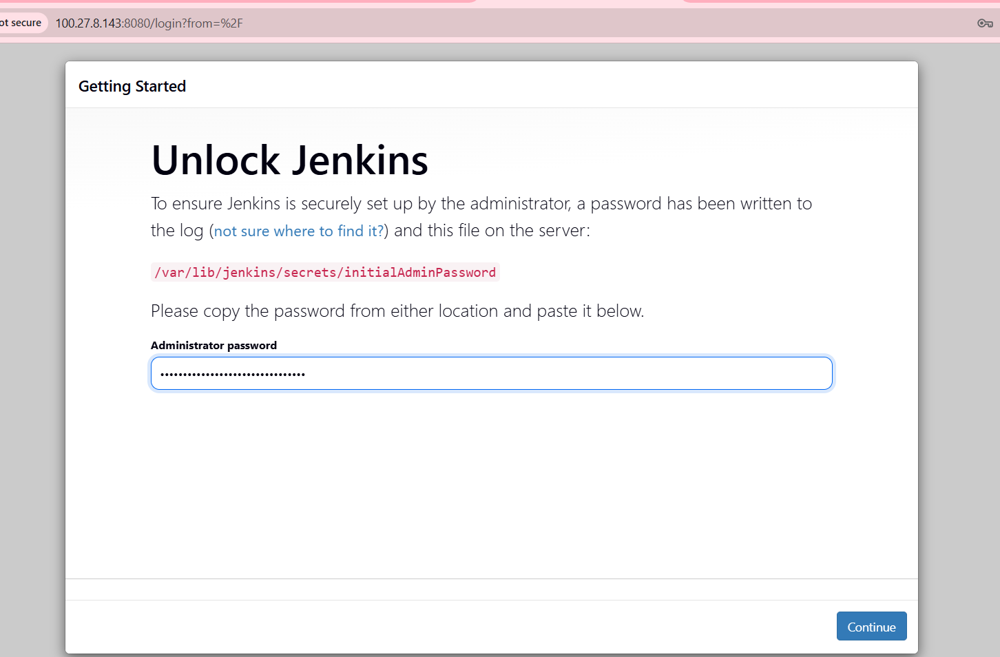 ot secure 100.27.8.143:8080/login?from=%2F
Getting Started
Unlock Jenkins
To ensure Jenkins is securely set up by the administrator, a password has been written to
the log (not sure where to find it?) and this file on the server:
/var/lib/jenkins/secrets/initialAdminPassword
Please copy the password from either location and paste it below.
Administrator password
••••••••••••••••••••••••••••••••
Continue